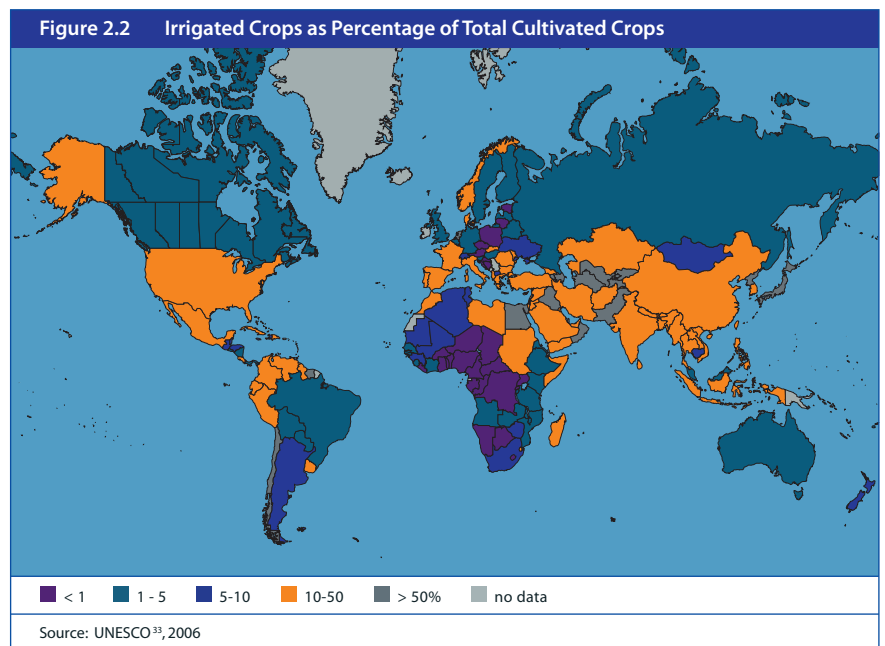 Figure 2.2 Irrigated Crops as Percentage of Total Cultivated Crops
< 1 1 - 5 5-10 10-50 > 50% no data
Source: UNESCO 33, 2006